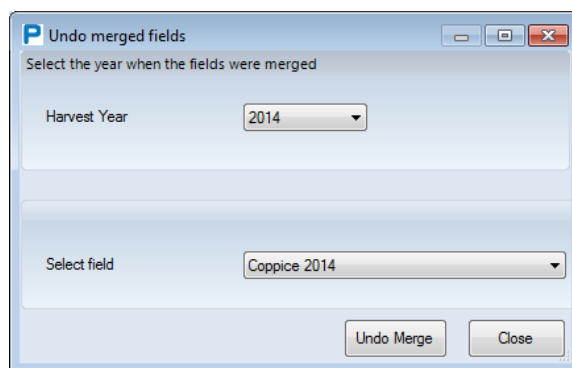 P Undo merged fields
Select the year when the fields were merged
Harvest Year 2014
Select field Coppice 2014
Undo Merge Close